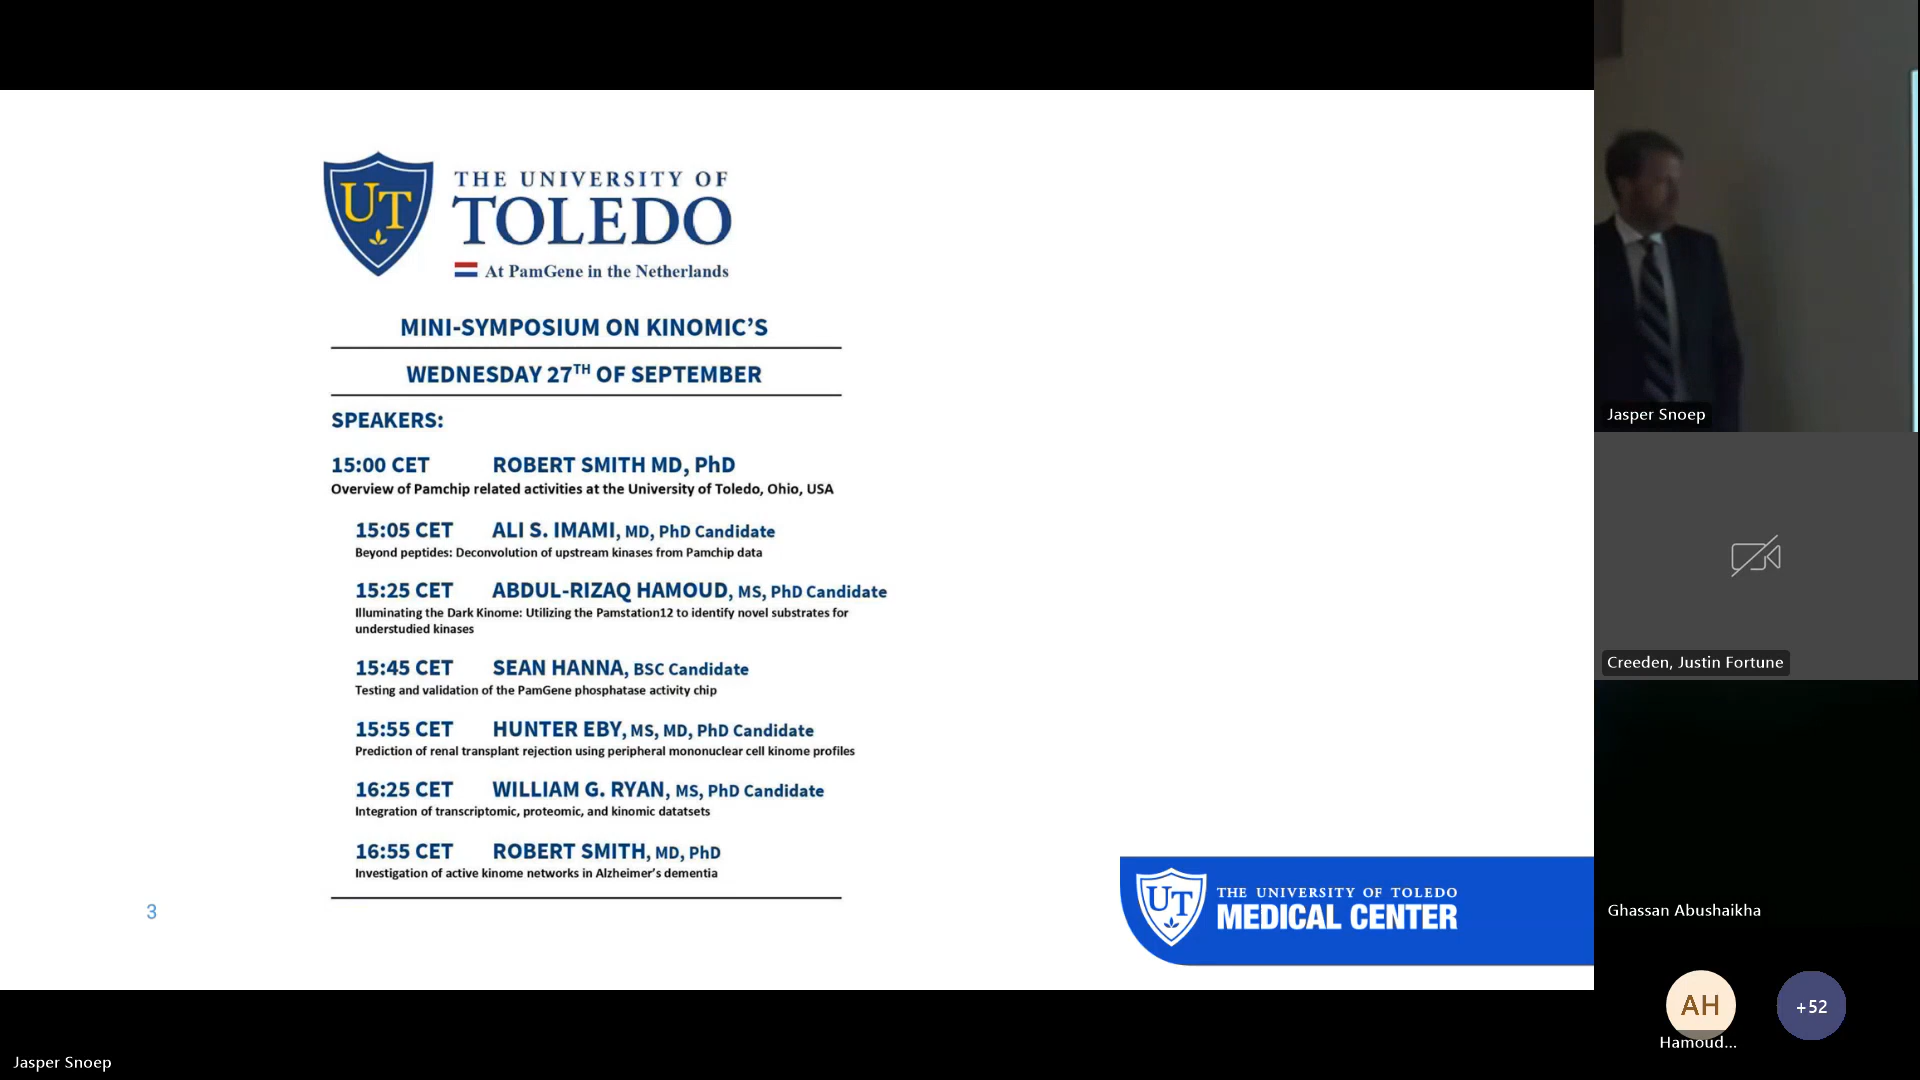 UT
THE UNIVERSITY OF
TOLEDO
At PamGene in the Netherlands
MINI-SYMPOSIUM ON KINOMIC'S
WEDNESDAY 27TH OF SEPTEMBER
SPEAKERS:
15:00 CET ROBERT SMITH MD, PhD
Overview of Pamchip related activities at the University of Toledo, Ohio, USA
15:05 CET ALI S. IMAMI, MD, PhD Candidate
Beyond peptides: Deconvolution of upstream kinases from Pamchip data
15:25 CET ABDUL-RIZAQ HAMOUD, MS, PhD Candidate
Illuminating the Dark Kinome: Utilizing the Pamstation12 to identify novel substrates for
understudied kinases
15:45 CET SEAN HANNA, BSC Candidate
Testing and validation of the PamGene phosphatase activity chip
15:55 CET HUNTER EBY, MS, MD, PhD Candidate
Prediction of renal transplant rejection using peripheral mononuclear cell kinome profiles
16:25 CET WILLIAM G. RYAN, MS, PhD Candidate
Integration of transcriptomic, proteomic, and kinomic datatsets
16:55 CET ROBERT SMITH, MD, PhD
Investigation of active kinome networks in Alzheimer's dementia
3
UT
THE UNIVERSITY OF TOLEDO
MEDICAL CENTER
Jasper Snoep
Creeden, Justin Fortune
Ghassan Abushaikha
AH
Hamoud...
+52
Jasper Snoep